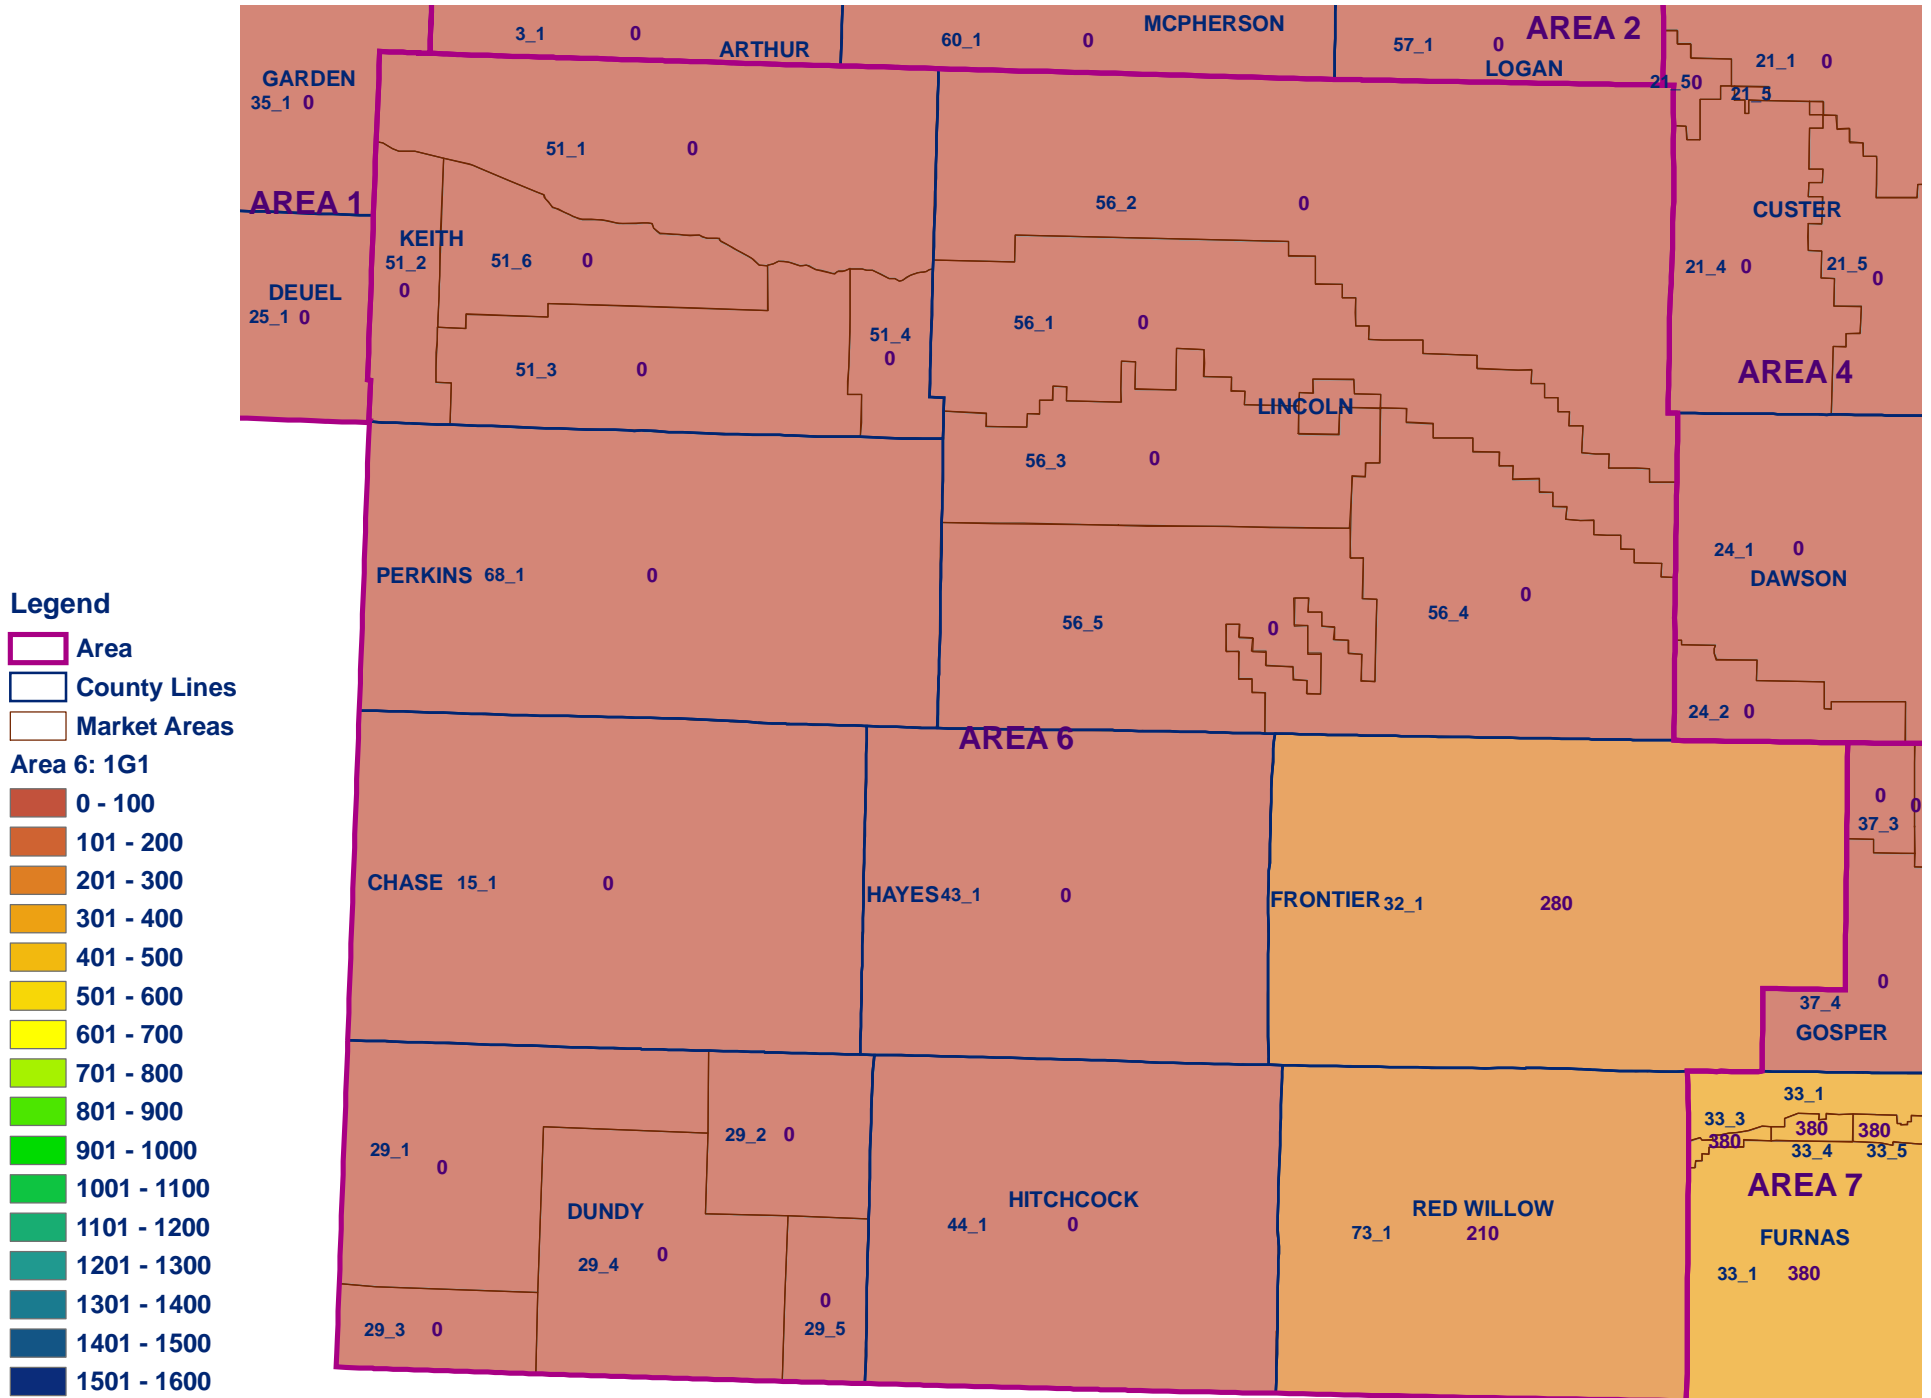 3_1 0 ARTHUR
60_1 0 MCPHERSON
57_1 0 LOGAN
AREA 2
GARDEN
35_1 0
21_50
21_1 0
21_5
51_1 0
AREA 1
56_2 0
CUSTER
KEITH
51_2
0
51_6 0
21_4 0
21_5 0
DEUEL
25_1 0
56_1 0
51_4
0
51_3 0
AREA 4
LINCOLN
56_3 0
24_1 0
DAWSON
PERKINS 68_1 0
56_5 0
56_4 0
24_2 0
AREA 6
Legend
Area
County Lines
Market Areas
Area 6: 1G1
0 - 100
101 - 200
201 - 300
301 - 400
401 - 500
501 - 600
601 - 700
701 - 800
801 - 900
901 - 1000
1001 - 1100
1101 - 1200
1201 - 1300
1301 - 1400
1401 - 1500
1501 - 1600
0 0
37_3
CHASE 15_1 0
HAYES 43_1 0
FRONTIER 32_1 280
0
37_4
GOSPER
33_1
33_3
380 380 380
33_4 33_5
29_1 0
29_2 0
AREA 7
DUNDY
29_4 0
HITCHCOCK
44_1 0
RED WILLOW
73_1 210
FURNAS
33_1 380
29_3 0
0
29_5